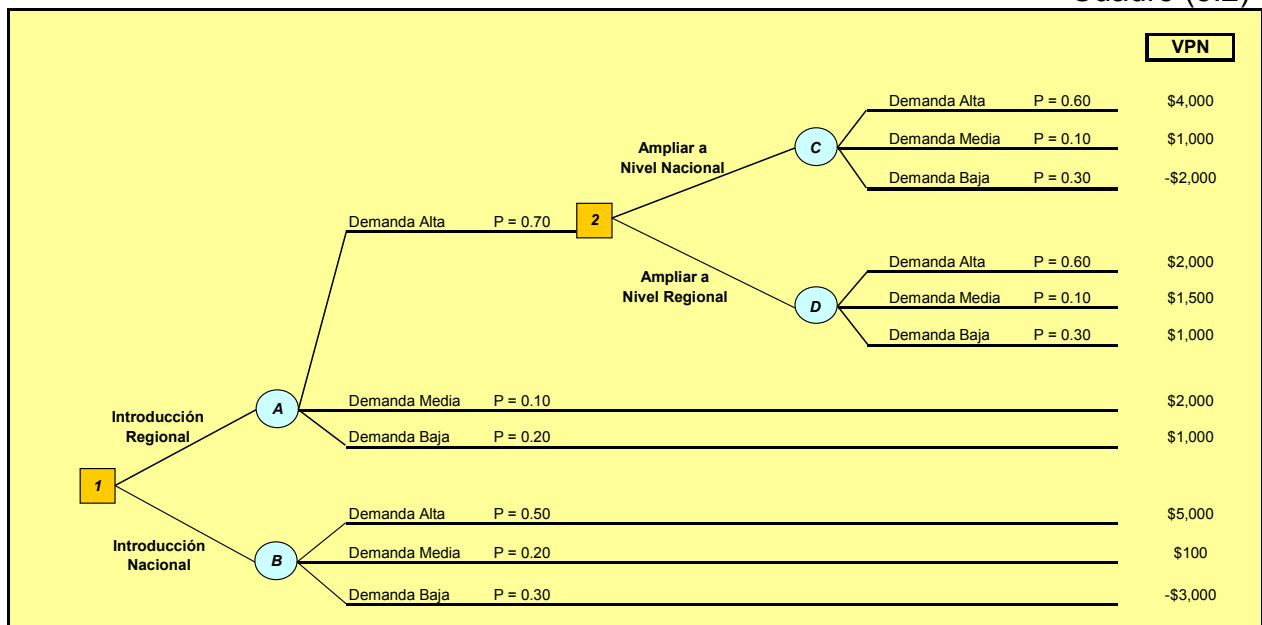 VPN
Demanda Alta P = 0.60 $4,000
Demanda Media P = 0.10 $1,000
Demanda Baja P = 0.30 -$2,000
Ampliar a
Nivel Nacional
C
Demanda Alta P = 0.70
2
Ampliar a
Nivel Regional
D
Demanda Alta P = 0.60 $2,000
Demanda Media P = 0.10 $1,500
Demanda Baja P = 0.30 $1,000
Introducción
Regional
A
Demanda Media P = 0.10 $2,000
Demanda Baja P = 0.20 $1,000
1
Introducción
Nacional
B
Demanda Alta P = 0.50 $5,000
Demanda Media P = 0.20 $100
Demanda Baja P = 0.30 -$3,000